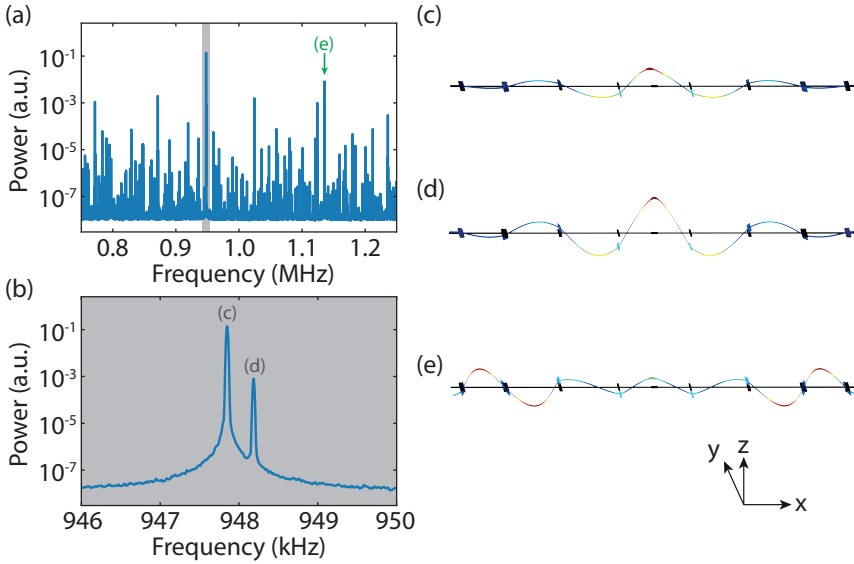 (a)
Power (a.u.)
10-1
10-3
10-5
10-7
(e)
0.8 0.9 1.0 1.1 1.2
Frequency (MHz)
(b)
Power (a.u.)
10-1
10-3
10-5
10-7
(c)
(d)
946 947 948 949 950
Frequency (kHz)
(c)
(d)
(e)
y z
x